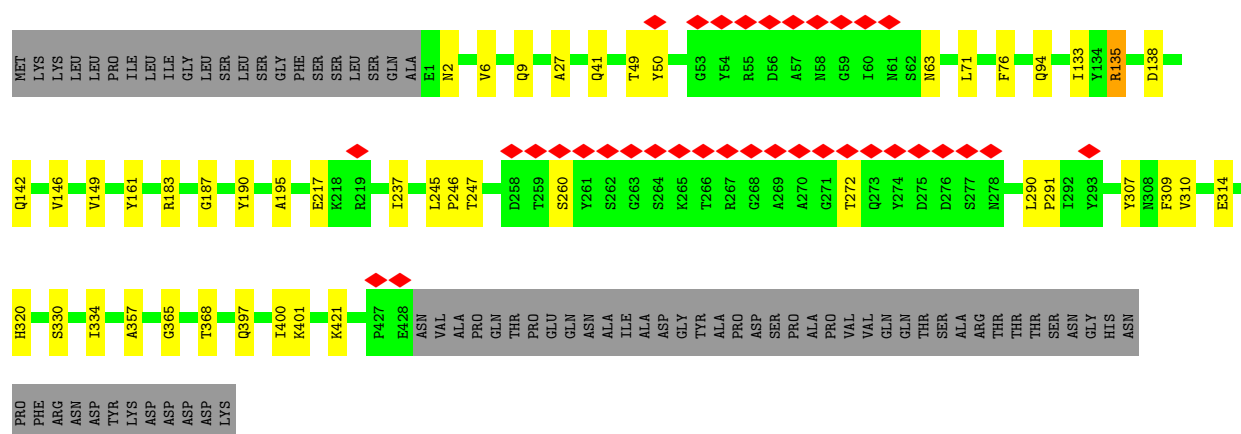 MET LYS LYS LEU LEU PRO ILE LEU ILE GLY LEU SER LEU SER GLY PHE SER SER LEU SER GLN ALA E1 N2 V6 Q9 A27 Q41 T49 Y50 G53 Y54 R55 D56 A57 N58 G59 I60 N61 S62 N63 L71 F76 Q94 I133 Y134 R135 D138
Q142 V146 V149 Y161 R183 G187 Y190 A195 E217 K218 R219 I237 L245 P246 T247 D258 T259 S260 Y261 S262 G263 S264 K265 T266 R267 G268 A269 A270 G271 T272 Q273 Y274 D275 D276 S277 N278 L290 P291 I292 Y293 Y307 N308 F309 V310 E314
H320 S330 I334 A357 G365 T368 Q397 I400 K401 K421 P427 E428 ASN VAL ALA PRO GLN THR PRO GLU GLN ASN ALA ILE ALA ASP GLY TYR ALA PRO ASP SER PRO ALA PRO VAL VAL GLN GLN THR SER ALA ARG THR THR THR SER ASN GLY HIS ASN
PRO PHE ARG ASN ASP TYR LYS ASP ASP ASP ASP LYS